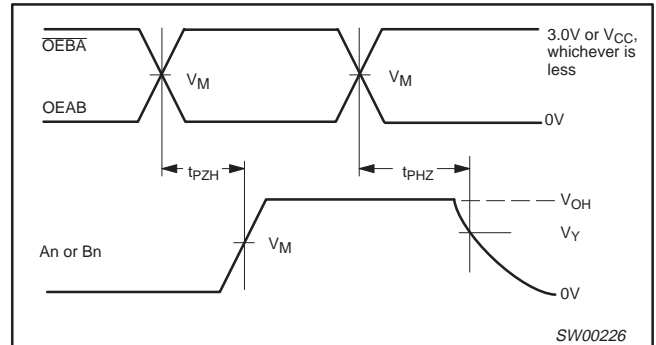 OEBA
3.0V or VCC,
whichever is
less
VM
VM
OEAB
0V
tPZH
tPHZ
VOH
VY
An or Bn
VM
0V
SW00226